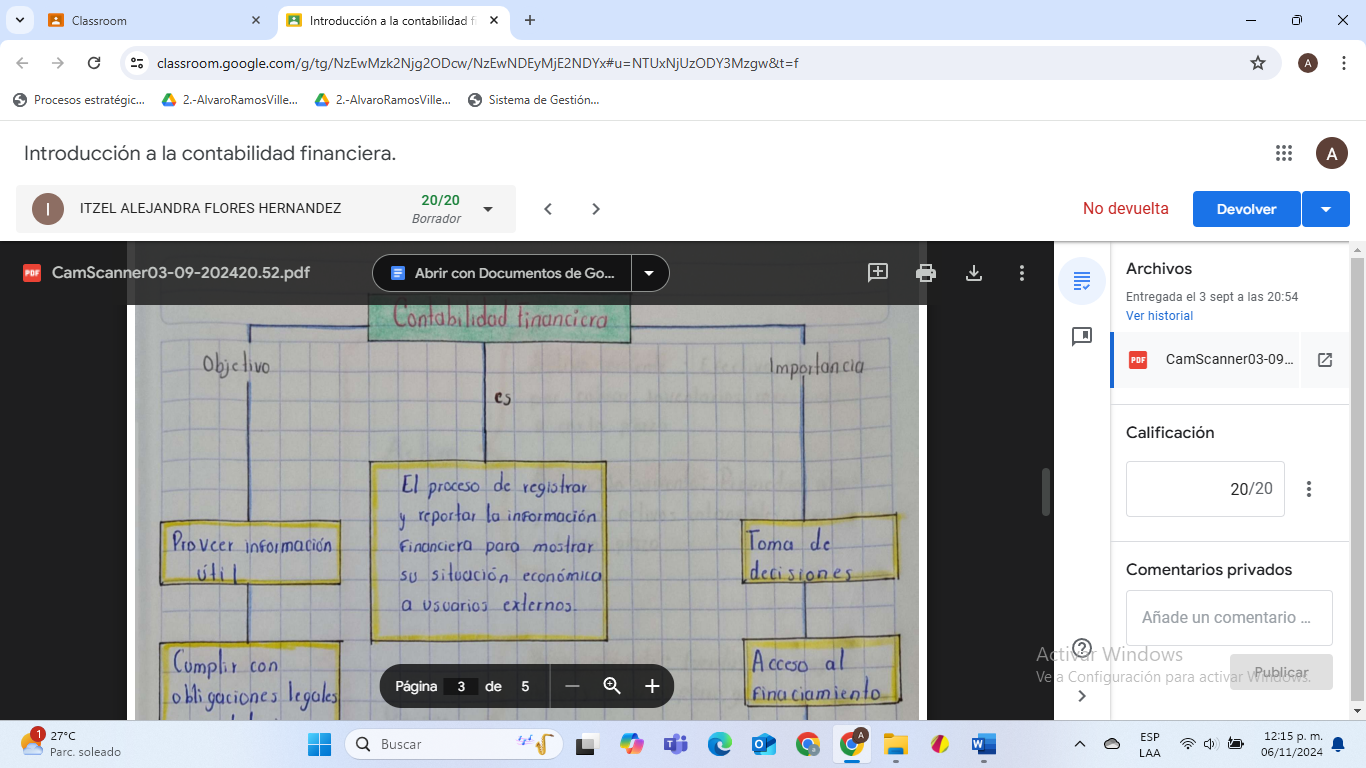 Classroom
Introducción a la contabilidad f
classroom.google.com/g/tg/NzEwMzk2Njg2ODcw/NzEwNDEyMjE2NDYx#u=NTUxNjUzODY3Mzgw&t=f
A
Procesos estratégic...
2.-AlvaroRamosVille...
2.-AlvaroRamosVille...
Sistema de Gestión...
Introducción a la contabilidad financiera.
A
I
ITZEL ALEJANDRA FLORES HERNANDEZ
20/20
Borrador
No devuelta
Devolver
PDF
CamScanner03-09-202420.52.pdf
Abrir con Documentos de Go...
Contabilidad financiera
Objetivo
es
Importancia
El proceso de registrar
y reportar la información
financiera para mostrar
su situación económica
a usuarios externos.
Proveer información
útil
Cumplir con
obligaciones legales
Toma de
decisiones
Acceso al
finaciamiento
Página 3 de 5
Archivos
Entregada el 3 sept a las 20:54
Ver historial
PDF
CamScanner03-09...
Calificación
20/20
Comentarios privados
Añade un comentario ...
Publicar
Activar Windows
Ve a Configuración para activar Windows.
1
27°C
Parc. soleado
Buscar
A
ESP
LAA
12:15 p. m.
06/11/2024